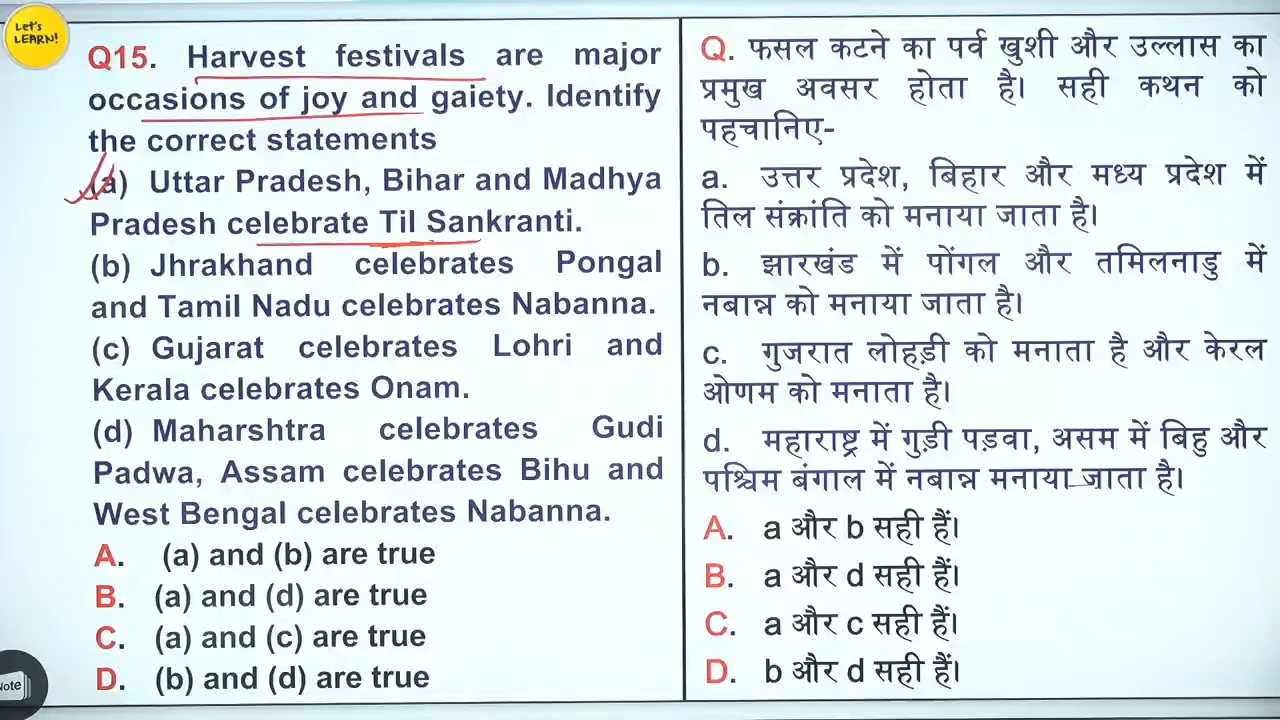 Let's
LEARN!
Q15. Harvest festivals are major
occasions of joy and gaiety. Identify
the correct statements
(a) Uttar Pradesh, Bihar and Madhya
Pradesh celebrate Til Sankranti.
(b) Jhrakhand celebrates Pongal
and Tamil Nadu celebrates Nabanna.
(c) Gujarat celebrates Lohri and
Kerala celebrates Onam.
(d) Maharshtra celebrates Gudi
Padwa, Assam celebrates Bihu and
West Bengal celebrates Nabanna.
A. (a) and (b) are true
B. (a) and (d) are true
C. (a) and (c) are true
D. (b) and (d) are true
Q. फसल कटने का पर्व खुशी और उल्लास का
प्रमुख अवसर होता है। सही कथन को
पहचानिए-
a. उत्तर प्रदेश, बिहार और मध्य प्रदेश में
तिल संक्रांति को मनाया जाता है।
b. झारखंड में पोंगल और तमिलनाडु में
नबान्न को मनाया जाता है।
c. गुजरात लोहड़ी को मनाता है और केरल
ओणम को मनाता है।
d. महाराष्ट्र में गुड़ी पड़वा, असम में बिहु और
पश्चिम बंगाल में नबान्न मनाया जाता है।
A. a और b सही हैं।
B. a और d सही हैं।
C. a और c सही हैं।
D. b और d सही हैं।
Note